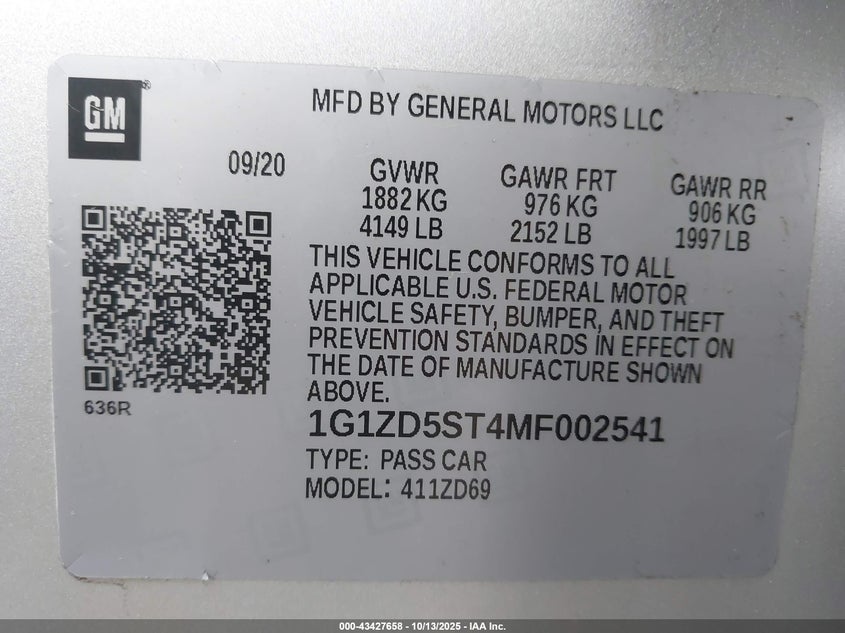 GM®
MFD BY GENERAL MOTORS LLC
09/20
GVWR
1882 KG
4149 LB
GAWR FRT
976 KG
2152 LB
GAWR RR
906 KG
1997 LB
THIS VEHICLE CONFORMS TO ALL
APPLICABLE U.S. FEDERAL MOTOR
VEHICLE SAFETY, BUMPER, AND THEFT
PREVENTION STANDARDS IN EFFECT ON
THE DATE OF MANUFACTURE SHOWN
ABOVE.
636R
1G1ZD5ST4MF002541
TYPE: PASS CAR
MODEL: 411ZD69
000-43427658 - 10/13/2025 - IAA Inc.